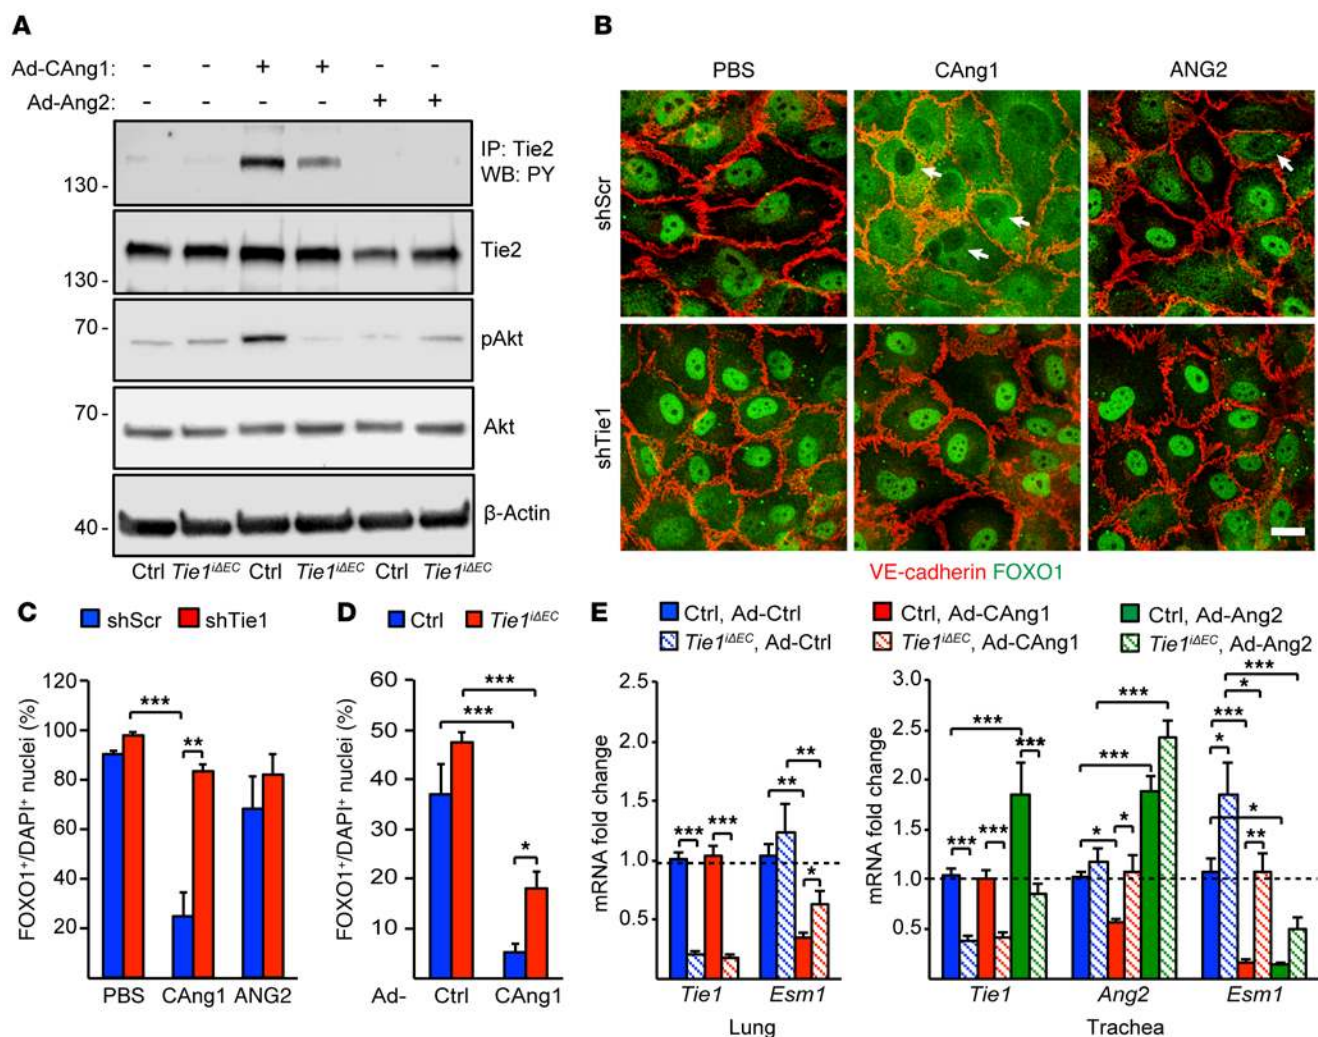 A
Ad-CAng1: - - + + - -
Ad-Ang2: - - - - + +
130 -
IP: Tie2
WB: PY
130 -
Tie2
70 -
pAkt
70 -
Akt
40 -
β-Actin
Ctrl Tie1iΔEC Ctrl Tie1iΔEC Ctrl Tie1iΔEC
B
PBS CAng1 ANG2
shScr
shTie1
VE-cadherin FOXO1
C
shScr shTie1
FOXO1+/DAPI+ nuclei (%)
120
100
80
60
40
20
*** **
PBS CAng1 ANG2
D
Ctrl Tie1iΔEC
FOXO1+/DAPI+ nuclei (%)
60
50
40
30
20
10
0
***
***
*
Ad- Ctrl CAng1
E
Ctrl, Ad-Ctrl Ctrl, Ad-CAng1 Ctrl, Ad-Ang2
Tie1iΔEC, Ad-Ctrl Tie1iΔEC, Ad-CAng1 Tie1iΔEC, Ad-Ang2
mRNA fold change
2.5
2.0
1.5
1.0
0.5
*** *** ** ** *
Tie1 Esm1
Lung
mRNA fold change
3.0
2.5
2.0
1.5
1.0
0.5
*** *** *** ***
* * *** ***
* *** * *** ** *
Tie1 Ang2 Esm1
Trachea